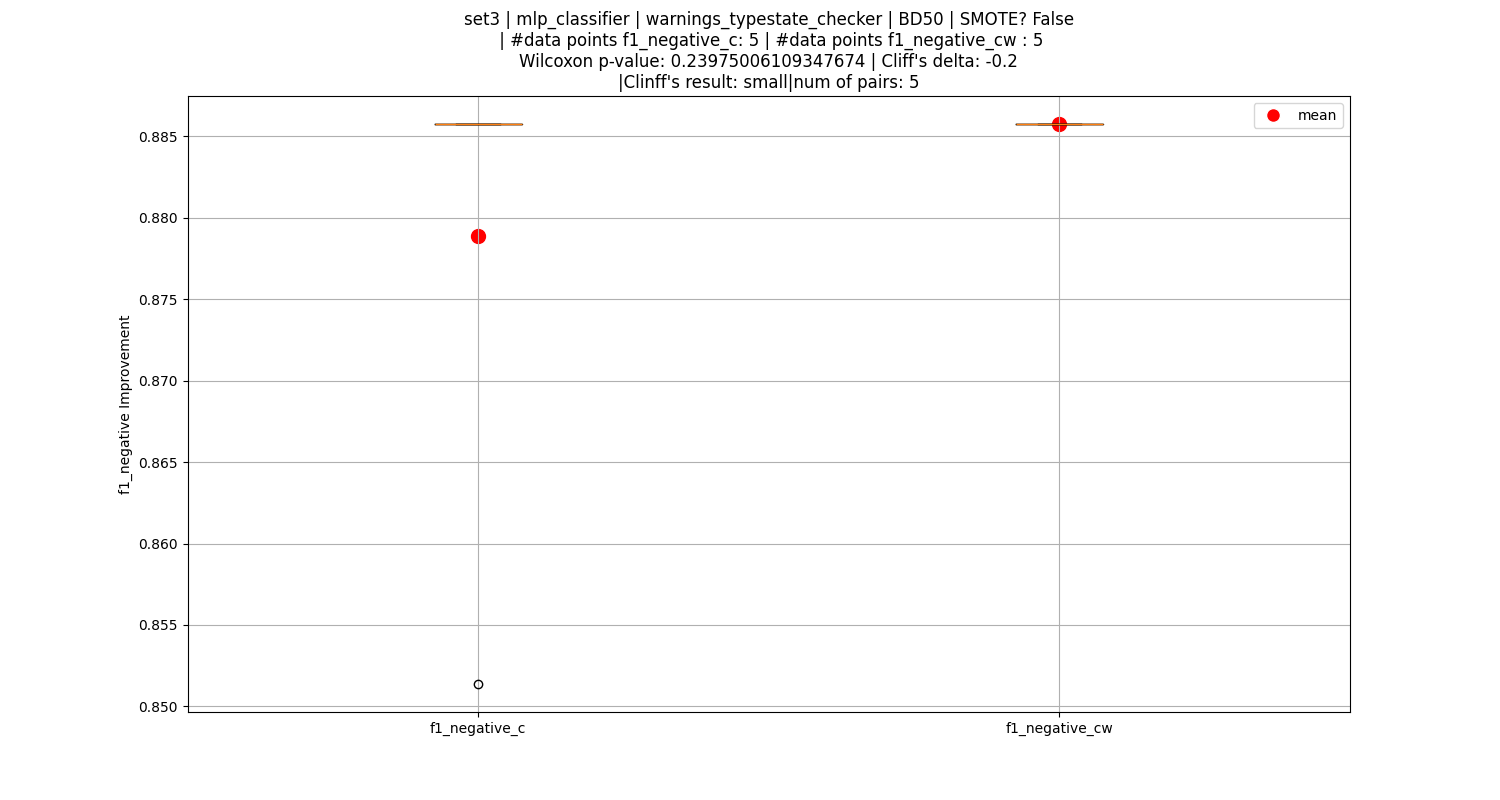 set3 | mlp_classifier | warnings_typestate_checker | BD50 | SMOTE? False
| #data points f1_negative_c: 5 | #data points f1_negative_cw : 5
Wilcoxon p-value: 0.23975006109347674 | Cliff's delta: -0.2
|Clinff's result: small|num of pairs: 5
mean
0.885
0.880
0.875
0.870
0.865
0.860
0.855
0.850
f1_negative Improvement
f1_negative_c
f1_negative_cw